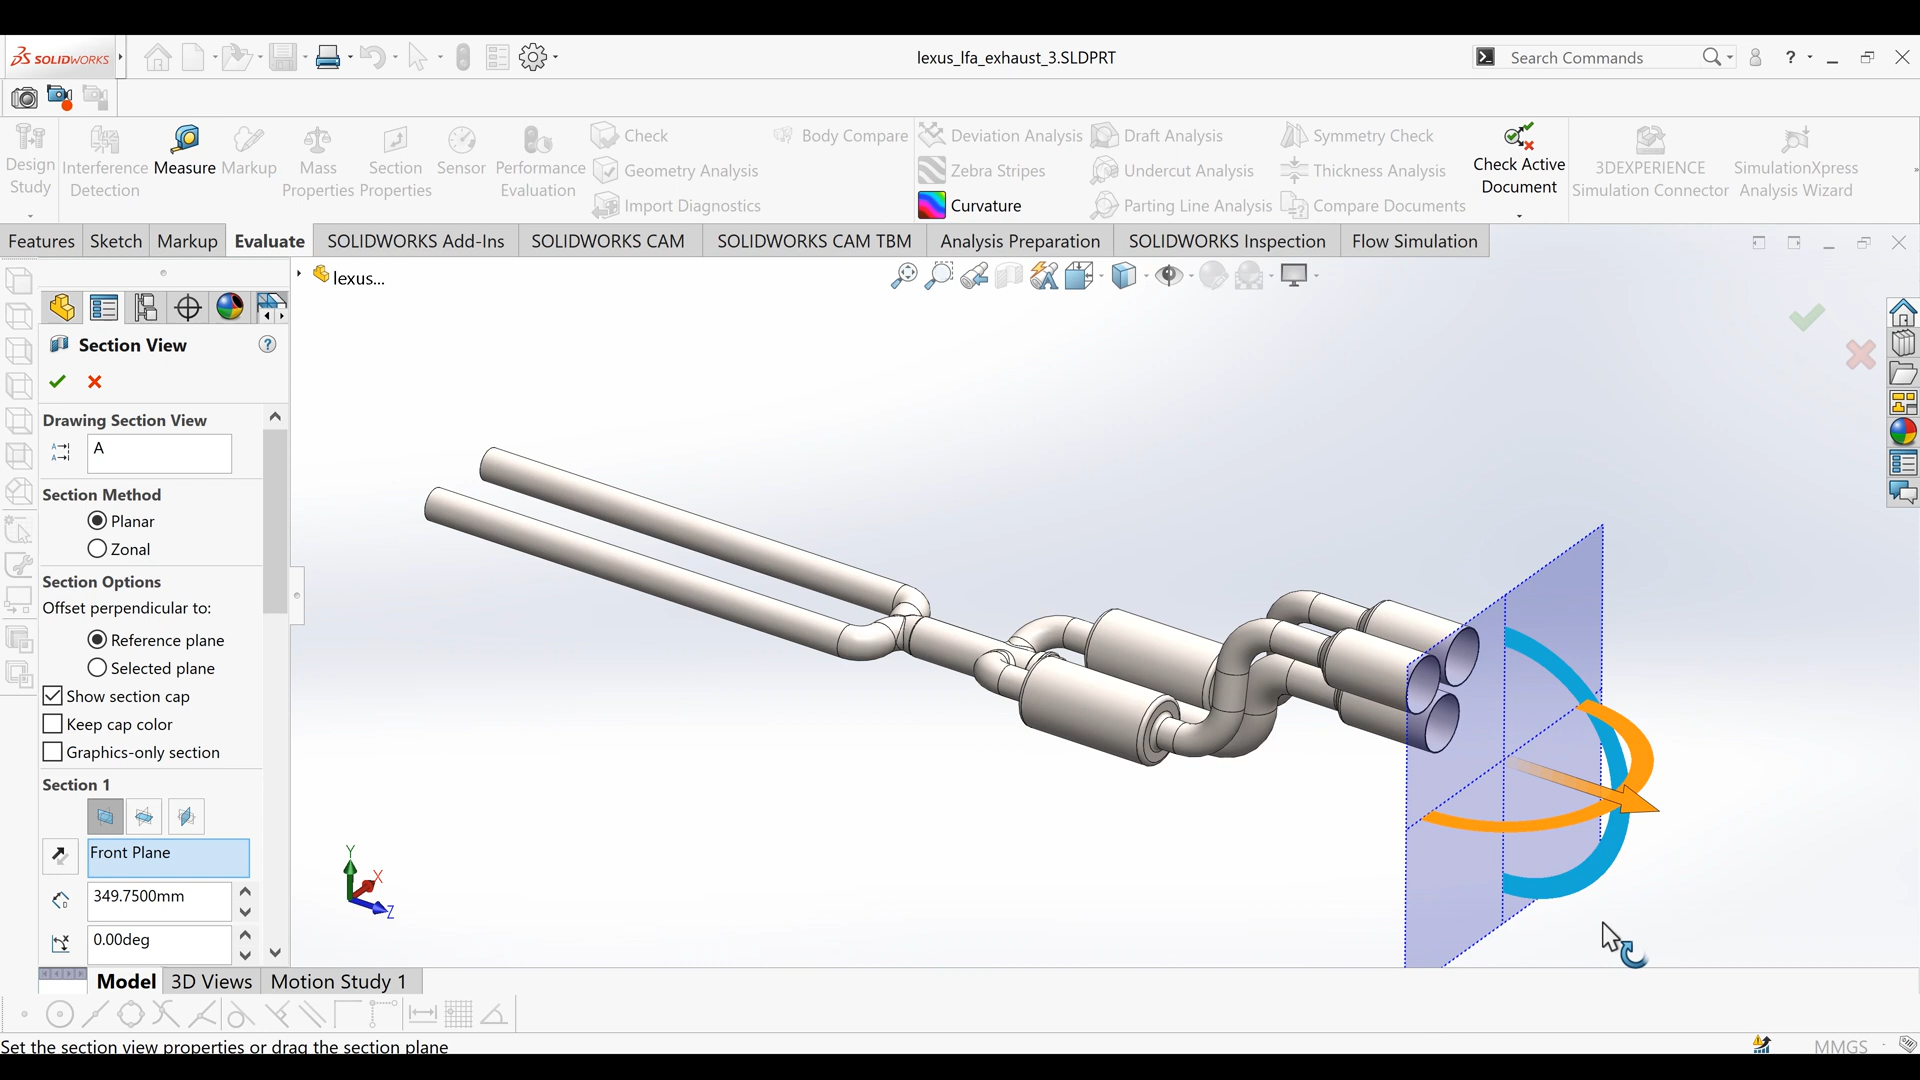 SOLIDWORKS
lexus_lfa_exhaust_3.SLDPRT
Search Commands
?
Design Study
Interference Detection
Measure
Markup
Mass Properties
Section Properties
Sensor
Performance Evaluation
Check
Geometry Analysis
Import Diagnostics
Body Compare
Deviation Analysis
Zebra Stripes
Curvature
Draft Analysis
Undercut Analysis
Parting Line Analysis
Symmetry Check
Thickness Analysis
Compare Documents
Check Active Document
3DEXPERIENCE Simulation Connector
SimulationXpress Analysis Wizard
Features
Sketch
Markup
Evaluate
SOLIDWORKS Add-Ins
SOLIDWORKS CAM
SOLIDWORKS CAM TBM
Analysis Preparation
SOLIDWORKS Inspection
Flow Simulation
lexus...
Section View
?
Drawing Section View
A
Section Method
Planar
Zonal
Section Options
Offset perpendicular to:
Reference plane
Selected plane
Show section cap
Keep cap color
Graphics-only section
Section 1
Front Plane
349.7500mm
0.00deg
Y
X
Z
Model
3D Views
Motion Study 1
Set the section view properties or drag the section plane
MMGS